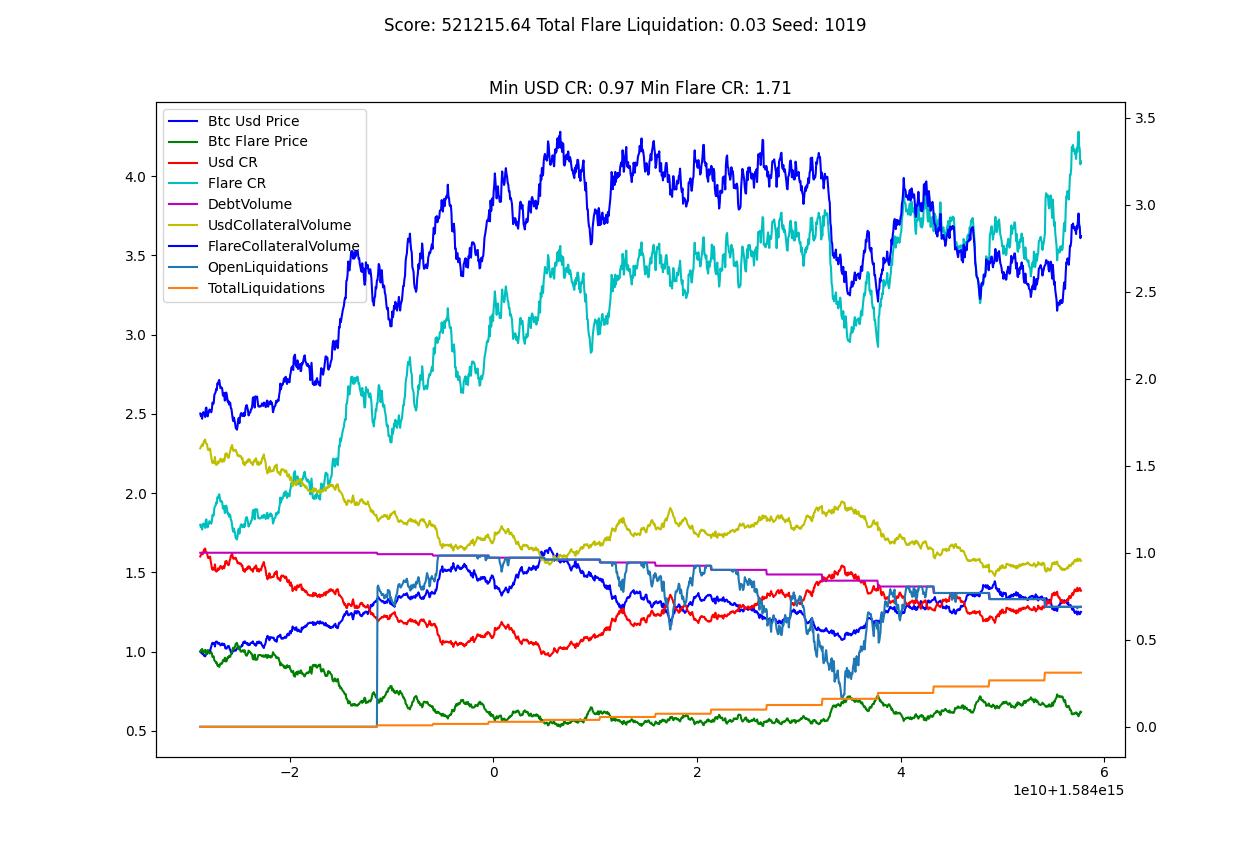 Score: 521215.64 Total Flare Liquidation: 0.03 Seed: 1019
Min USD CR: 0.97 Min Flare CR: 1.71
Btc Usd Price
Btc Flare Price
Usd CR
Flare CR
DebtVolume
UsdCollateralVolume
FlareCollateralVolume
OpenLiquidations
TotalLiquidations
4.0
3.5
3.0
2.5
2.0
1.5
1.0
0.5
3.5
3.0
2.5
2.0
1.5
1.0
0.5
0.0
−2
0
2
4
6
1e10+1.584e15